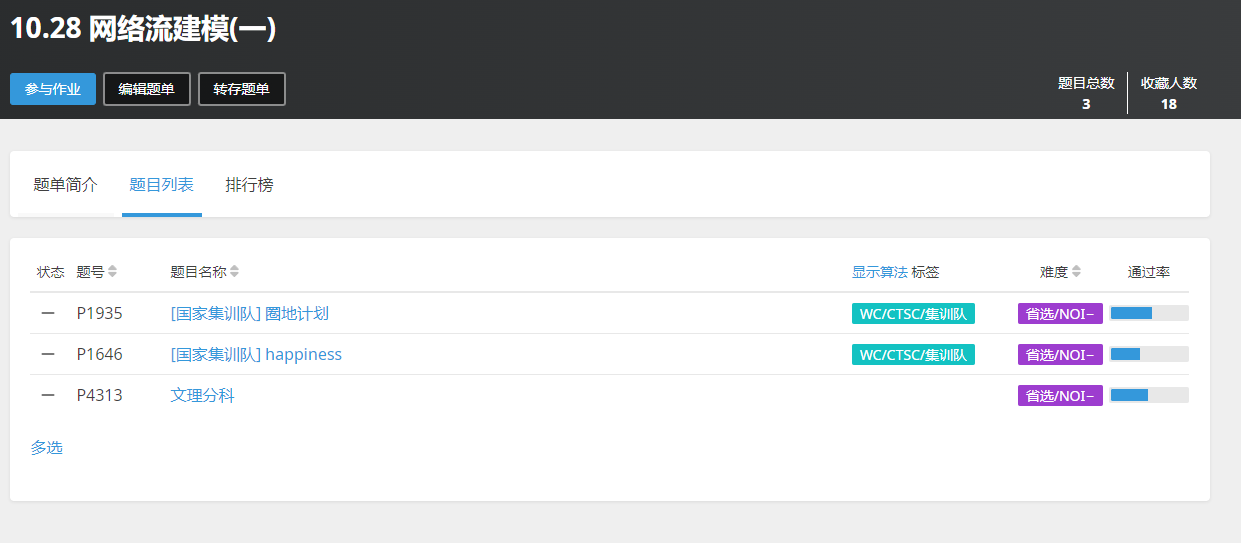 10.28 网络流建模(一)
参与作业 编辑题单 转存题单
题目总数 收藏人数
3 18
题单简介 题目列表 排行榜
状态 题号 题目名称 显示算法 标签 难度 通过率
— P1935 [国家集训队] 圈地计划 WC/CTSC/集训队 省选/NOI−
— P1646 [国家集训队] happiness WC/CTSC/集训队 省选/NOI−
— P4313 文理分科 省选/NOI−
多选